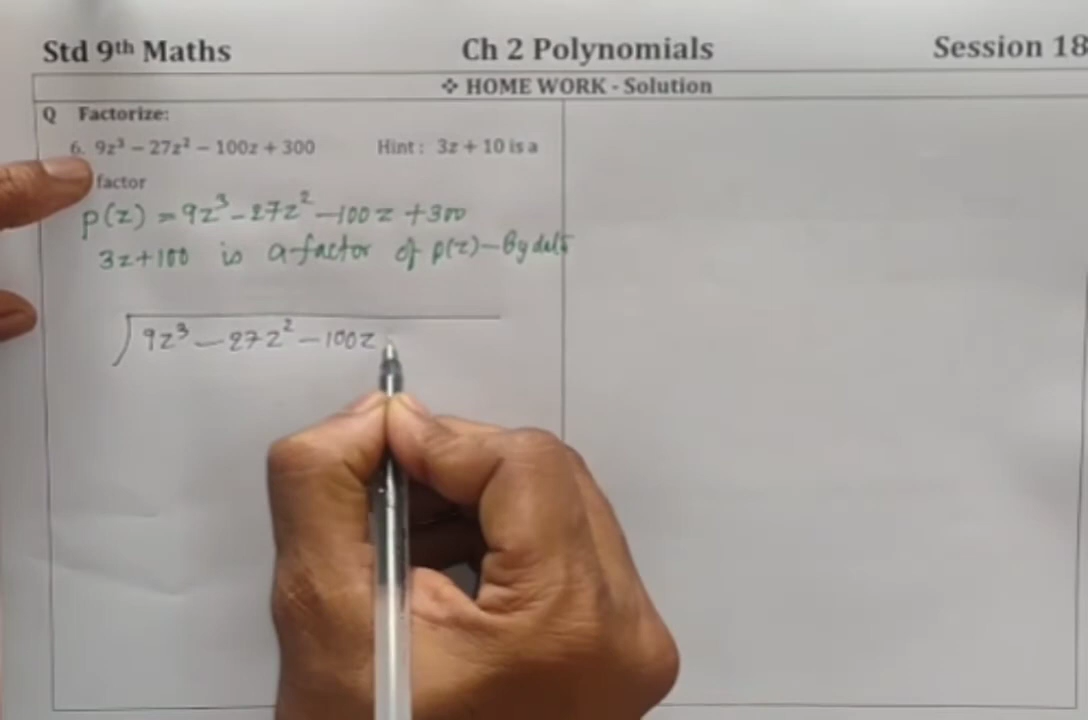 Std 9th Maths Ch 2 Polynomials Session 18
❖ HOME WORK - Solution
Q Factorize:
6. 9z³ – 27z² – 100z + 300 Hint : 3z + 10 is a
factor
p(z) = 9z³ – 27z² – 100z + 300
3z+100 is a factor of p(z) – By data
9z³ – 27z² – 100z